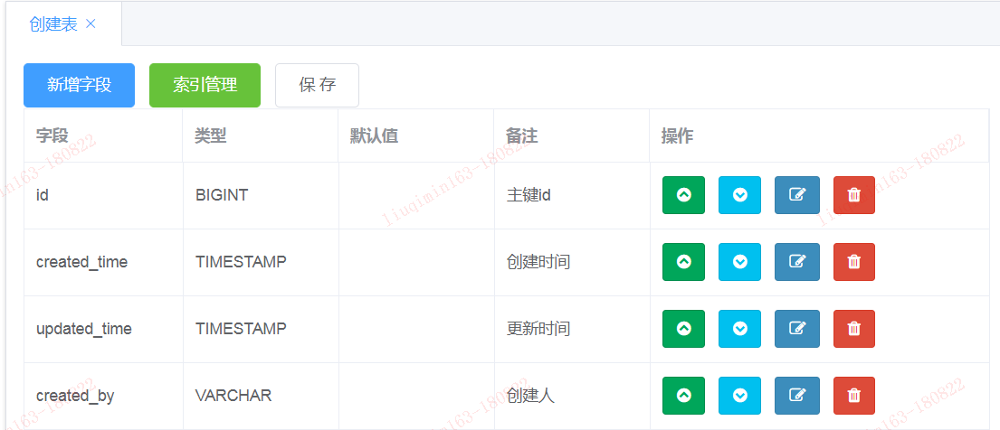 创建表 ×
新增字段 索引管理 保 存
字段 类型 默认值 备注 操作
id BIGINT 主键id
created_time TIMESTAMP 创建时间
updated_time TIMESTAMP 更新时间
created_by VARCHAR 创建人
liuqimin163-180822